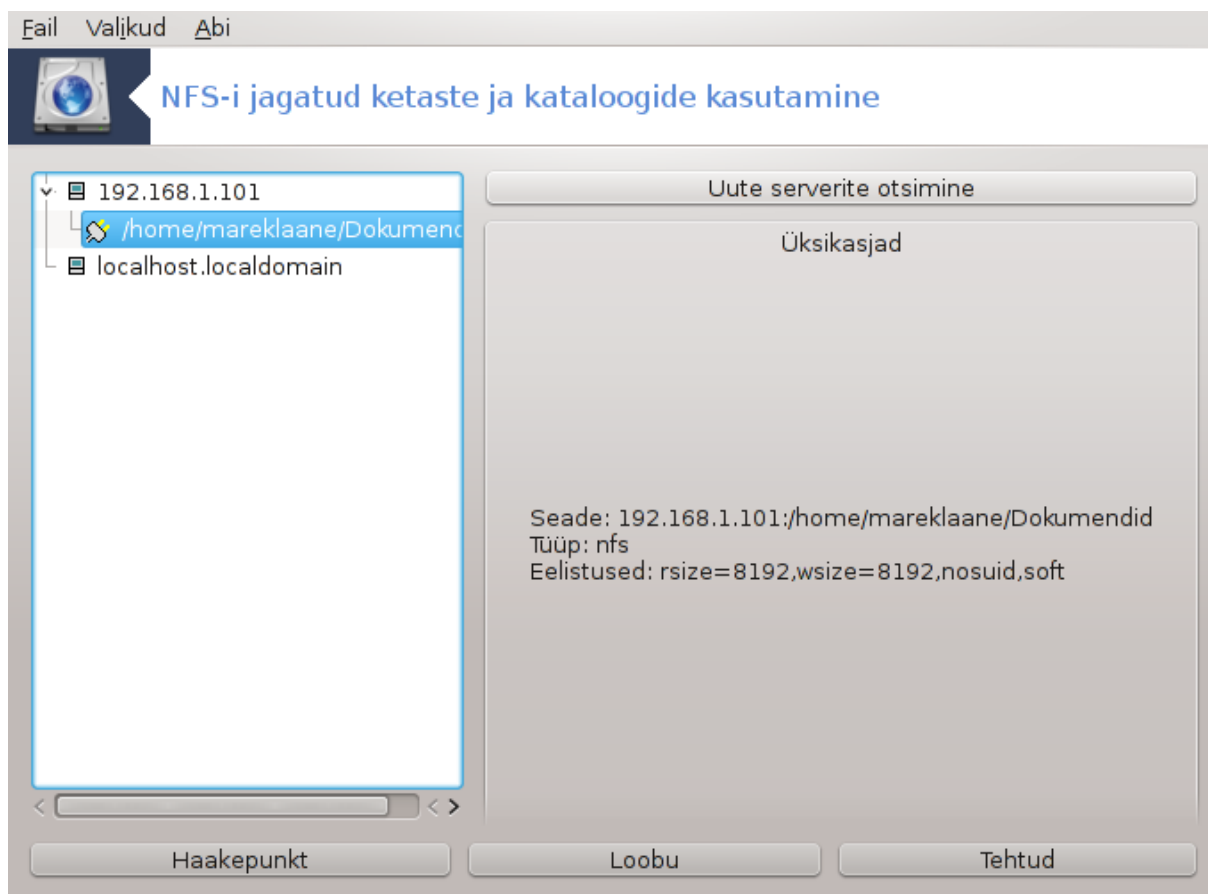 Fail Valikud Abi
NFS-i jagatud ketaste ja kataloogide kasutamine
192.168.1.101
/home/mareklaane/Dokumend
localhost.localdomain
Uute serverite otsimine
Üksikasjad
Seade: 192.168.1.101:/home/mareklaane/Dokumendid
Tüüp: nfs
Eelistused: rsize=8192,wsize=8192,nosuid,soft
Haakepunkt
Loobu
Tehtud